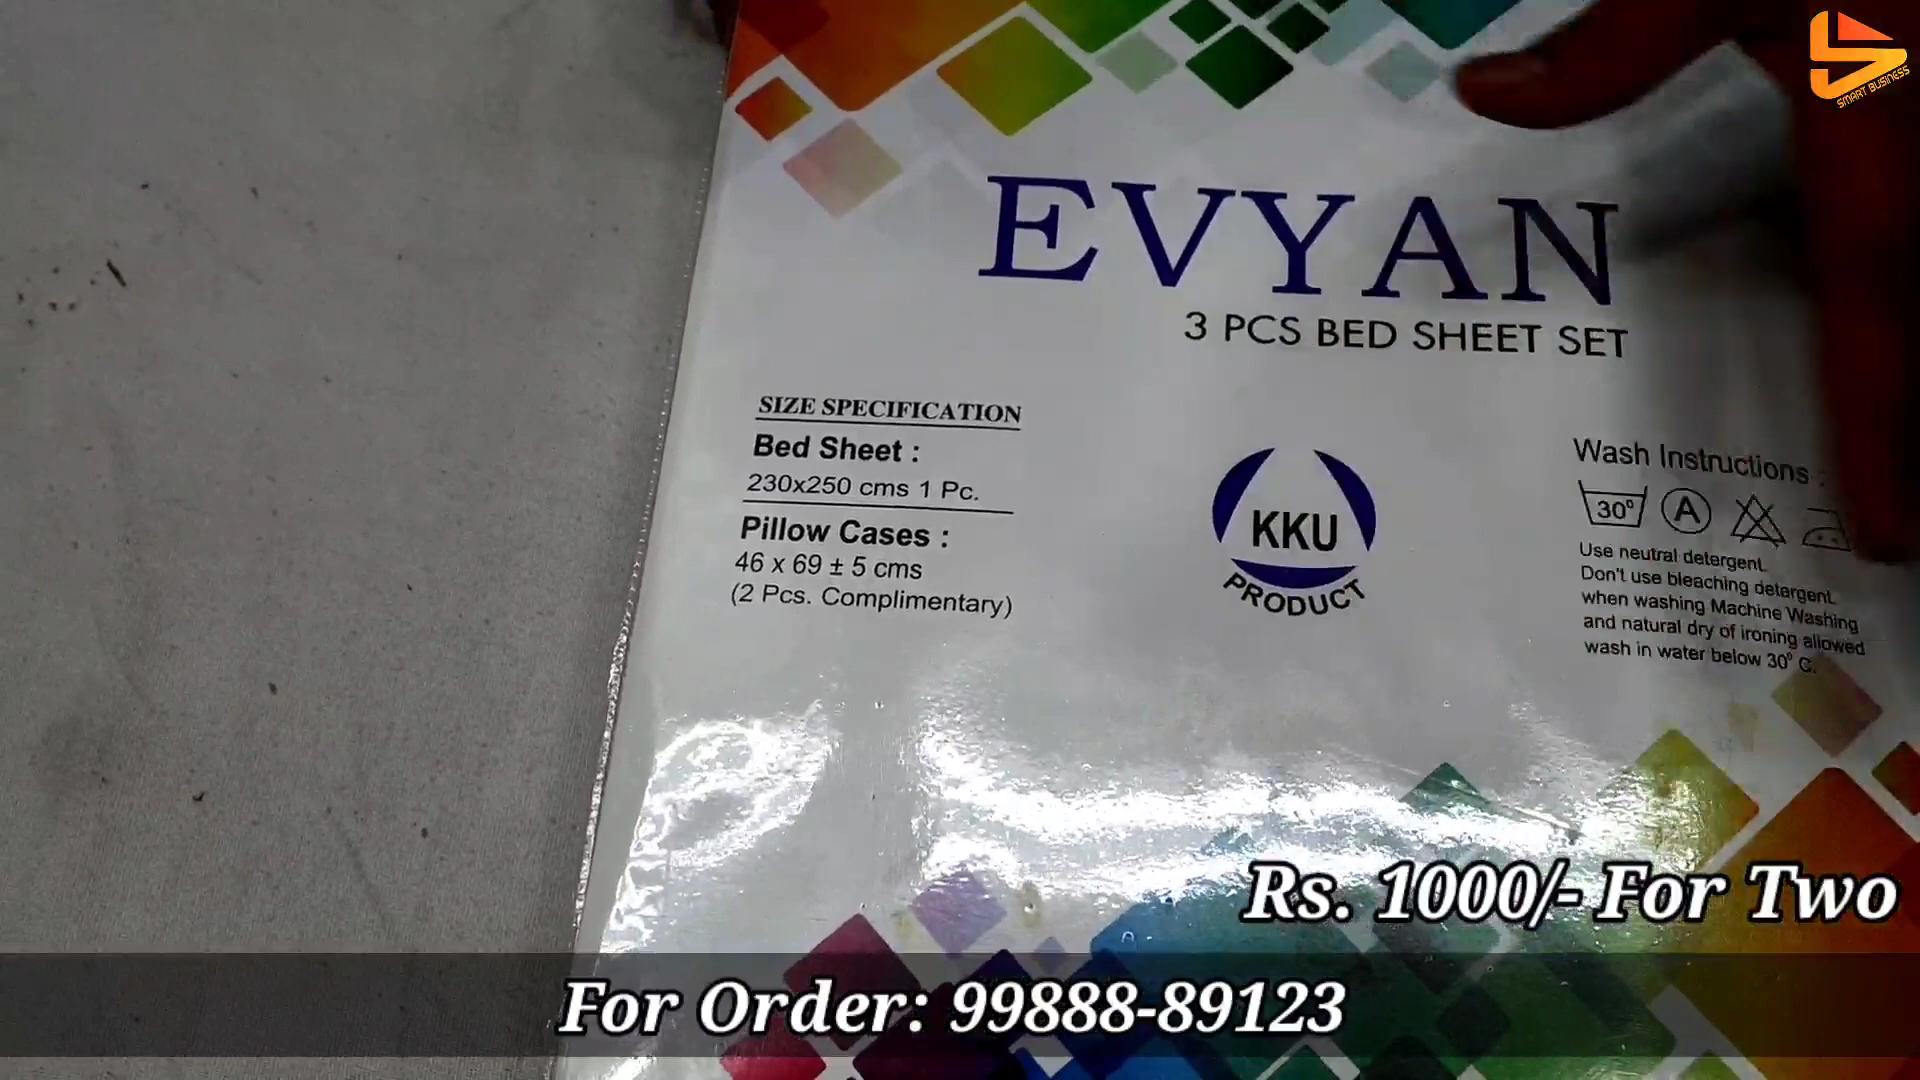 SMART BUSINESS
EVYAN
3 PCS BED SHEET SET
SIZE SPECIFICATION
Bed Sheet :
230x250 cms 1 Pc.
Pillow Cases :
46 x 69 ± 5 cms
(2 Pcs. Complimentary)
KKU
PRODUCT
Wash Instructions :
30°
A
Use neutral detergent.
Don't use bleaching detergent.
when washing Machine Washing
and natural dry of ironing allowed
wash in water below 30° C.
Rs. 1000/- For Two
For Order: 99888-89123